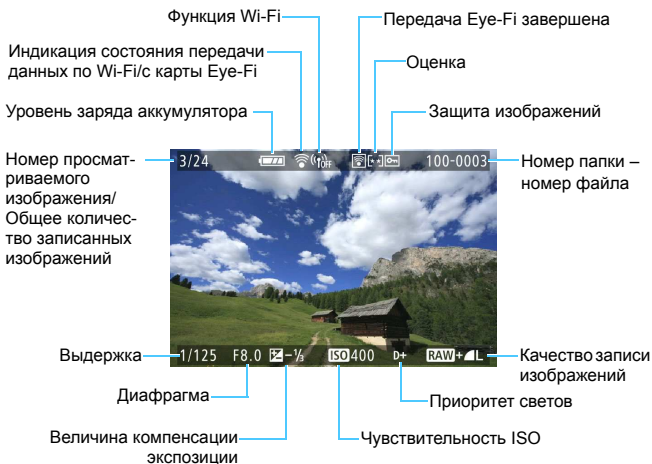 Функция Wi-Fi
Передача Eye-Fi завершена
Индикация состояния передачи
данных по Wi-Fi/с карты Eye-Fi
Оценка
Уровень заряда аккумулятора
Защита изображений
Номер просмат-
риваемого
изображения/
Общее количес-
тво записанных
изображений
3/24
OFF
100-0003
Номер папки –
номер файла
Выдержка
1/125
F8.0
-⅓
ISO 400
D+
RAW+ L
Качество записи
изображений
Диафрагма
Приоритет светов
Величина компенсации
экспозиции
Чувствительность ISO